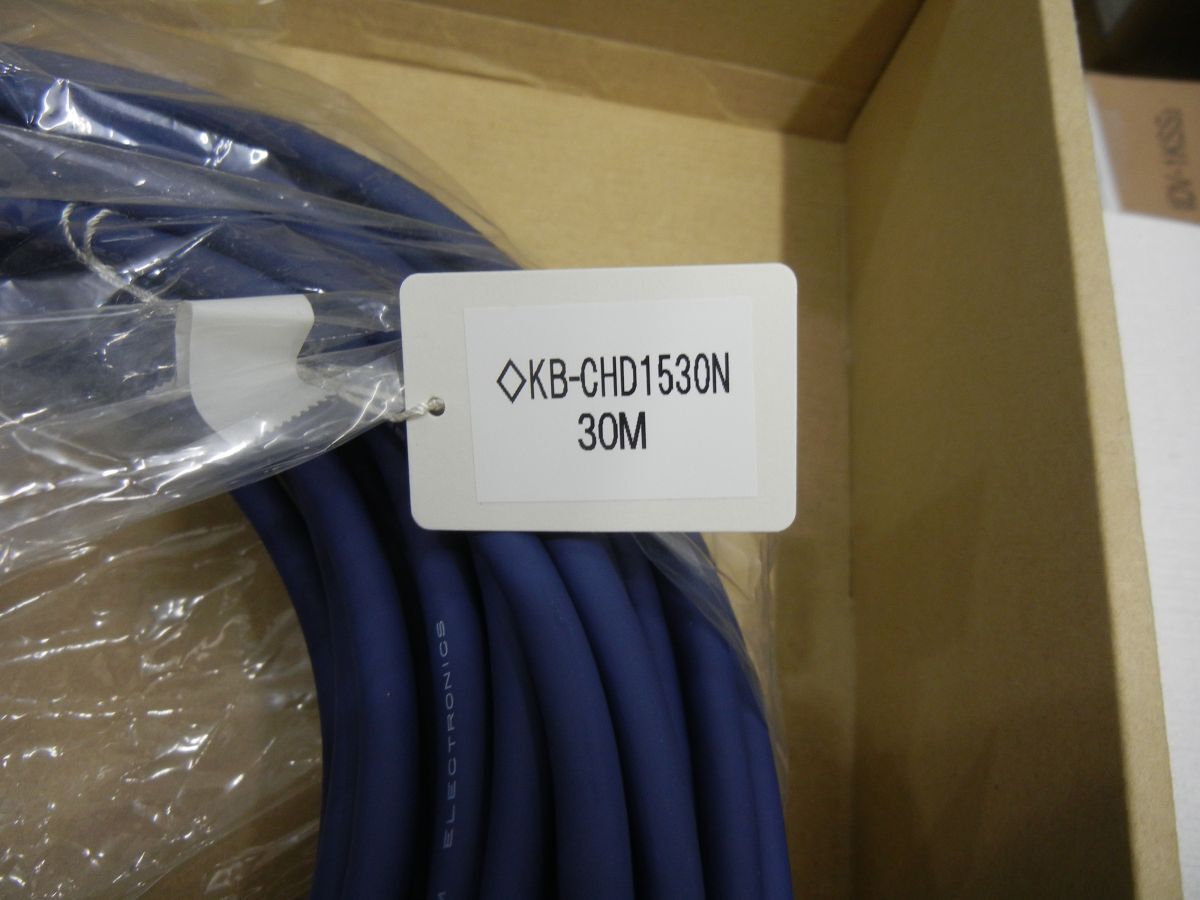 ◇KB-CHD1530N
30M
M ELECTRONICS